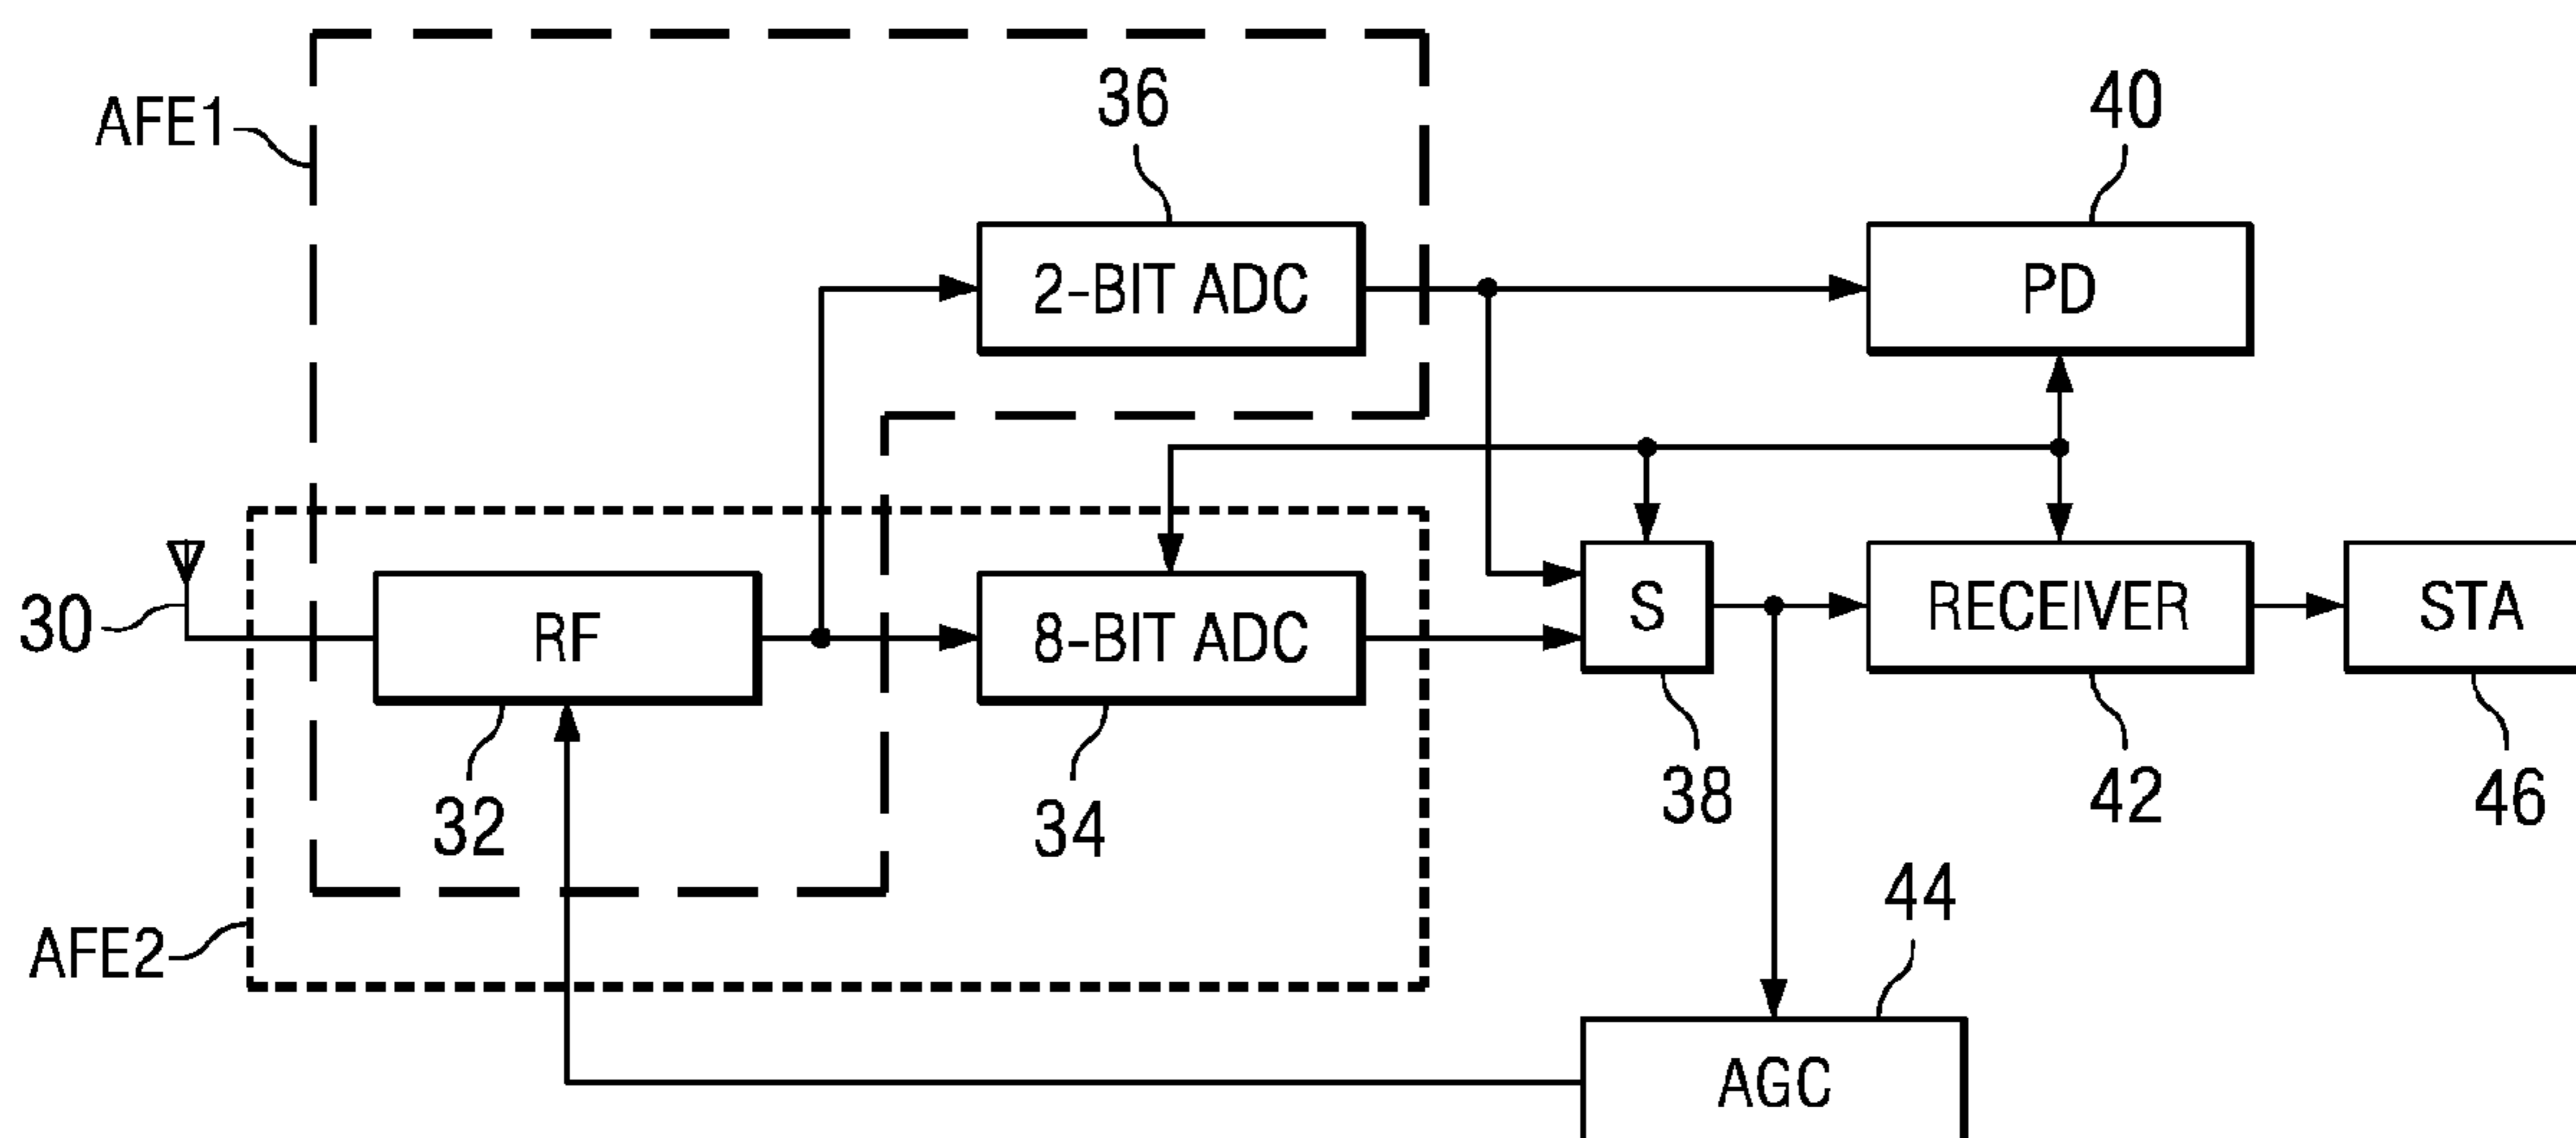 AFE1
36
40
2-BIT ADC
PD
30
RF
8-BIT ADC
S
RECEIVER
STA
32
34
38
42
46
AFE2
44
AGC